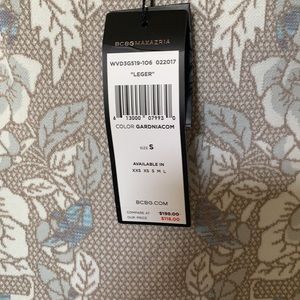 BCBGMAXAZRIA
WVD3G519-106 022017
"LEGER"
6 13000 07993 0
COLOR GARDNIACOM
SIZE S
AVAILABLE IN
XXS XS S M L
BCBG.COM
COMPARE AT $198.00
OUR PRICE $118.00